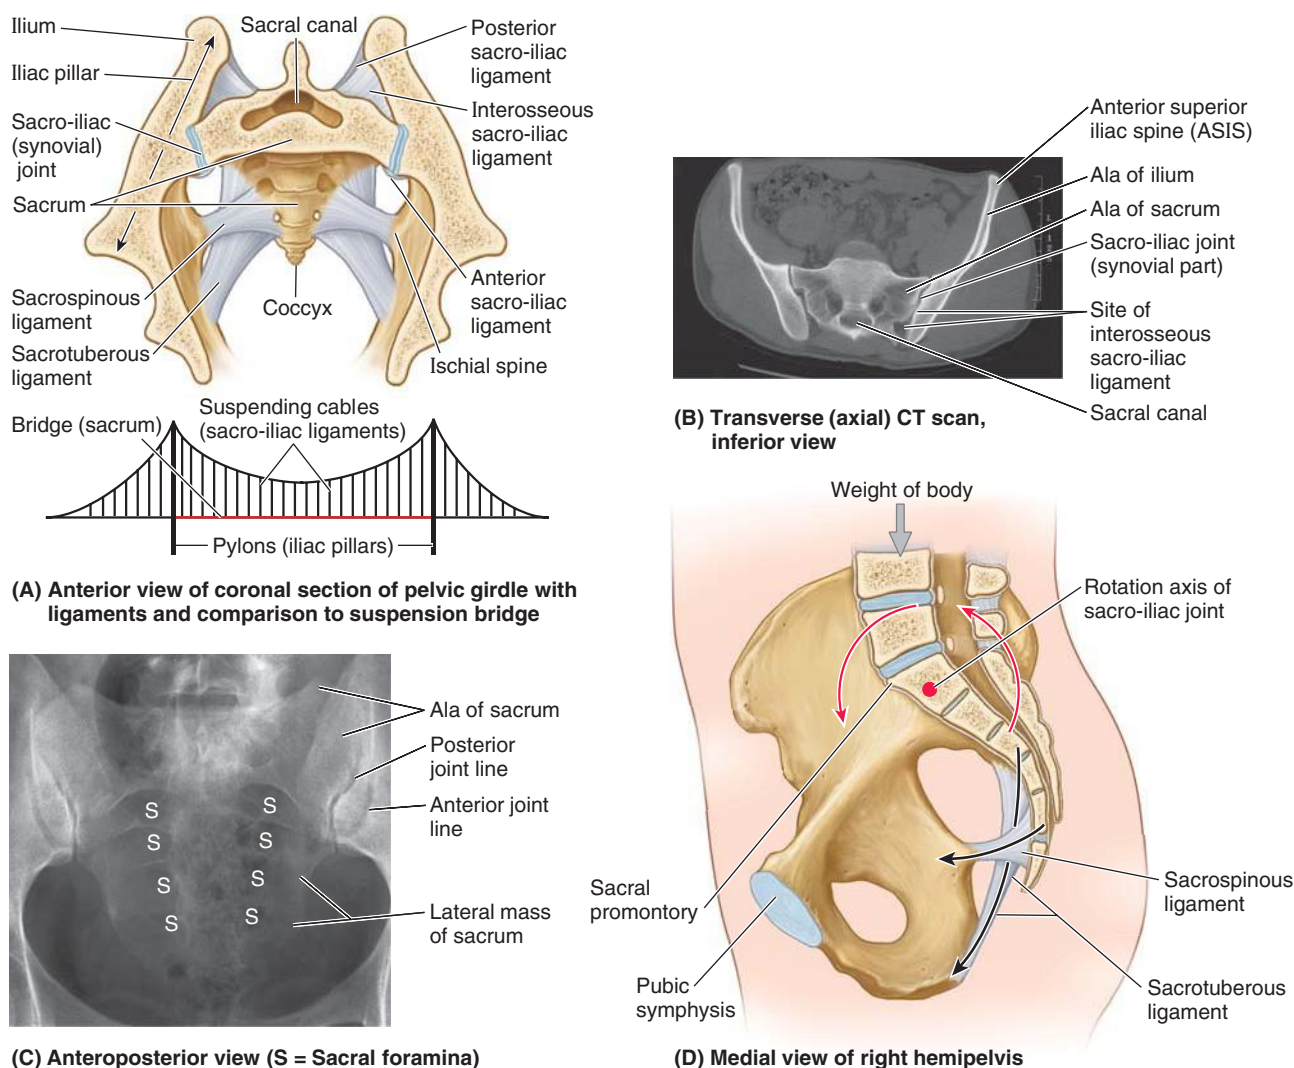 Ilium
Iliac pillar
Sacro-iliac
(synovial)
joint
Sacrum
Sacrospinous
ligament
Sacrotuberous
ligament
Sacral canal
Posterior
sacro-iliac
ligament
Interosseous
sacro-iliac
ligament
Coccyx
Anterior
sacro-iliac
ligament
Ischial spine
Bridge (sacrum)
Suspending cables
(sacro-iliac ligaments)
Pylons (iliac pillars)
(A) Anterior view of coronal section of pelvic girdle with
ligaments and comparison to suspension bridge
Anterior superior
iliac spine (ASIS)
Ala of ilium
Ala of sacrum
Sacro-iliac joint
(synovial part)
Site of
interosseous
sacro-iliac
ligament
Sacral canal
(B) Transverse (axial) CT scan,
inferior view
S
S
S
S
S
S
S
S
Ala of sacrum
Posterior
joint line
Anterior joint
line
Lateral mass
of sacrum
(C) Anteroposterior view (S = Sacral foramina)
Weight of body
Rotation axis of
sacro-iliac joint
Sacral
promontory
Pubic
symphysis
Sacrospinous
ligament
Sacrotuberous
ligament
(D) Medial view of right hemipelvis